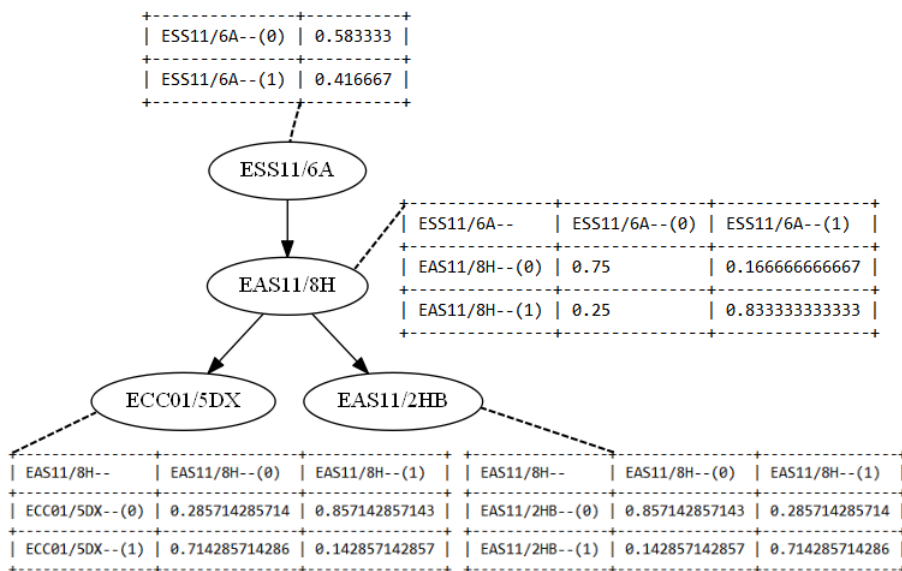 +---------------+----------+
| ESS11/6A--(0) | 0.583333 |
+---------------+----------+
| ESS11/6A--(1) | 0.416667 |
+---------------+----------+
ESS11/6A
+---------------+---------------+----------------+
| ESS11/6A-- | ESS11/6A--(0) | ESS11/6A--(1) |
+---------------+---------------+----------------+
| EAS11/8H--(0) | 0.75 | 0.166666666667 |
+---------------+---------------+----------------+
| EAS11/8H--(1) | 0.25 | 0.833333333333 |
+---------------+---------------+----------------+
EAS11/8H
ECC01/5DX
EAS11/2HB
+----------------+----------------+----------------+
| EAS11/8H-- | EAS11/8H--(0) | EAS11/8H--(1) |
+----------------+----------------+----------------+
| ECC01/5DX--(0) | 0.285714285714 | 0.857142857143 |
+----------------+----------------+----------------+
| ECC01/5DX--(1) | 0.714285714286 | 0.142857142857 |
+----------------+----------------+----------------+
+----------------+----------------+----------------+
| EAS11/8H-- | EAS11/8H--(0) | EAS11/8H--(1) |
+----------------+----------------+----------------+
| EAS11/2HB--(0) | 0.857142857143 | 0.285714285714 |
+----------------+----------------+----------------+
| EAS11/2HB--(1) | 0.142857142857 | 0.714285714286 |
+----------------+----------------+----------------+